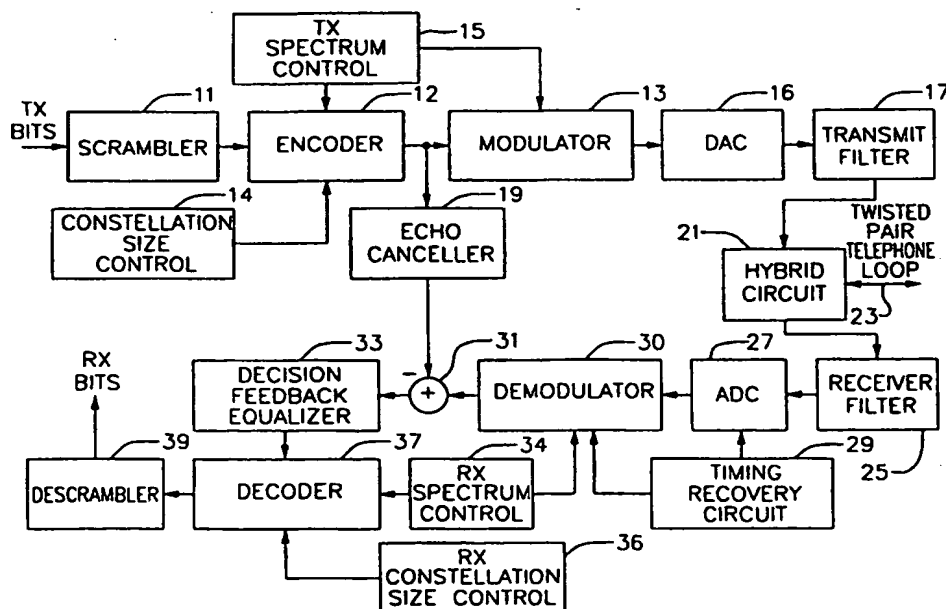 TX
SPECTRUM
CONTROL
15
TX
BITS
11
SCRAMBLER
12
ENCODER
13
MODULATOR
16
DAC
17
TRANSMIT
FILTER
14
CONSTELLATION
SIZE
CONTROL
19
ECHO
CANCELLER
21
HYBRID
CIRCUIT
TWISTED
PAIR
TELEPHONE
LOOP
23
RX
BITS
33
DECISION
FEEDBACK
EQUALIZER
-
+
31
30
DEMODULATOR
27
ADC
RECEIVER
FILTER
25
39
DESCRAMBLER
37
DECODER
34
RX
SPECTRUM
CONTROL
29
TIMING
RECOVERY
CIRCUIT
36
RX
CONSTELLATION
SIZE CONTROL